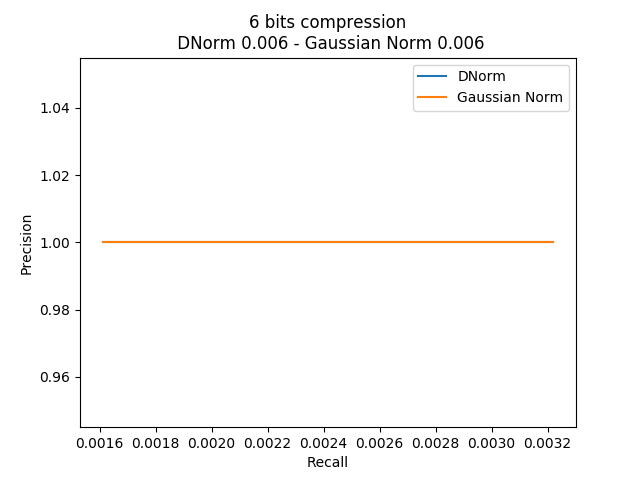 6 bits compression
DNorm 0.006 - Gaussian Norm 0.006
DNorm
Gaussian Norm
1.04
1.02
1.00
0.98
0.96
Precision
0.0016 0.0018 0.0020 0.0022 0.0024 0.0026 0.0028 0.0030 0.0032
Recall